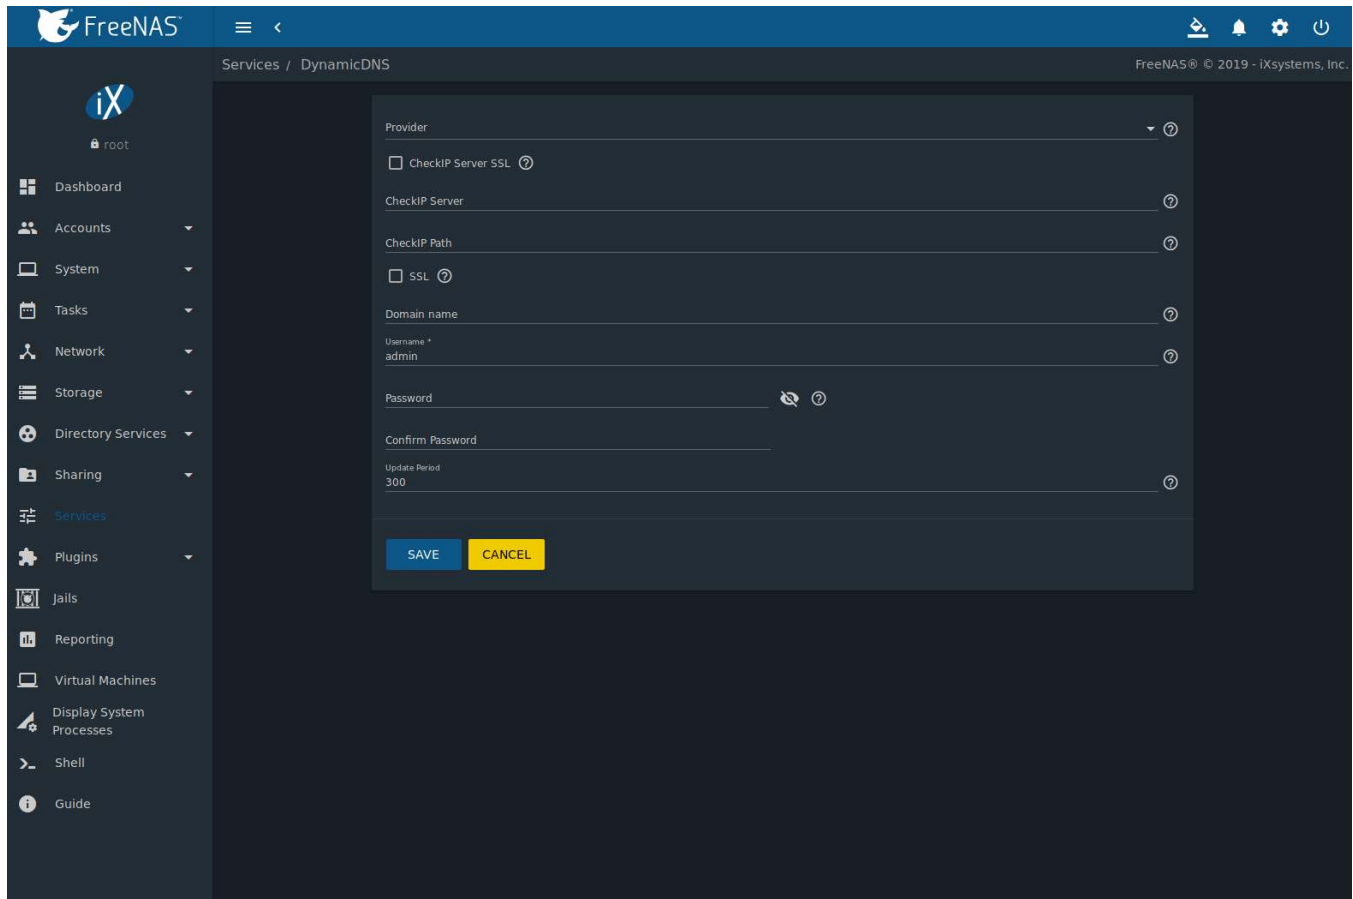 FreeNAS™
Services / DynamicDNS
FreeNAS® © 2019 - iXsystems, Inc.
iX
root
Dashboard
Accounts
System
Tasks
Network
Storage
Directory Services
Sharing
Services
Plugins
Jails
Reporting
Virtual Machines
Display System
Processes
Shell
Guide
Provider
CheckIP Server SSL
CheckIP Server
CheckIP Path
SSL
Domain name
Username *
admin
Password
Confirm Password
Update Period
300
SAVE CANCEL